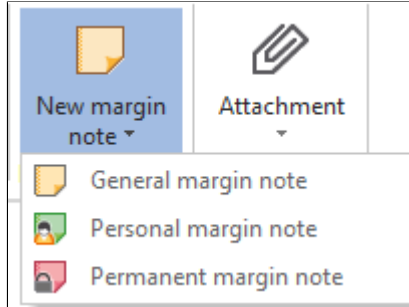 New margin
note
Attachment
General margin note
Personal margin note
Permanent margin note